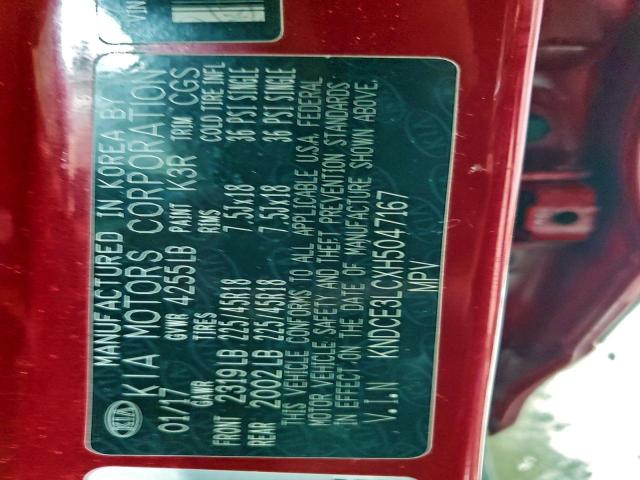 VIN
MANUFACTURED IN KOREA BY
KIA KIA MOTORS CORPORATION
01/17 GVWR 4255LB PAINT K3R TRIM CGS
GAWR TIRES RIMS COLD TIRE INFL
FRONT 2319LB 225/45R18 7.5Jx18 36 PSI SINGLE
REAR 2002LB 225/45R18 7.5Jx18 36 PSI SINGLE
THIS VEHICLE CONFORMS TO ALL APPLICABLE U.S.A. FEDERAL
MOTOR VEHICLE SAFETY AND THEFT PREVENTION STANDARDS
IN EFFECT ON THE DATE OF MANUFACTURE SHOWN ABOVE.
V.I.N KNDCE3LCXH5047167
MPV